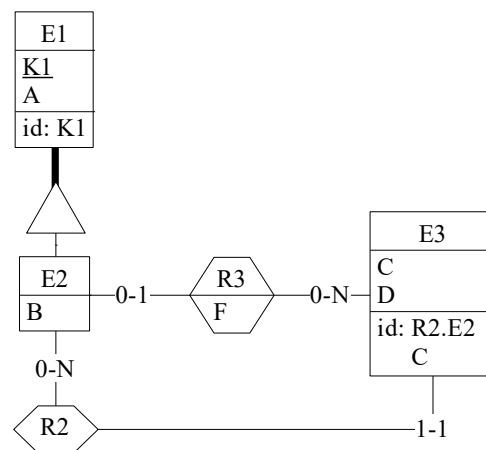 E1
K1
A
id: K1
E2
B
0-1
R3
F
0-N
E3
C
D
id: R2.E2
C
0-N
R2
1-1